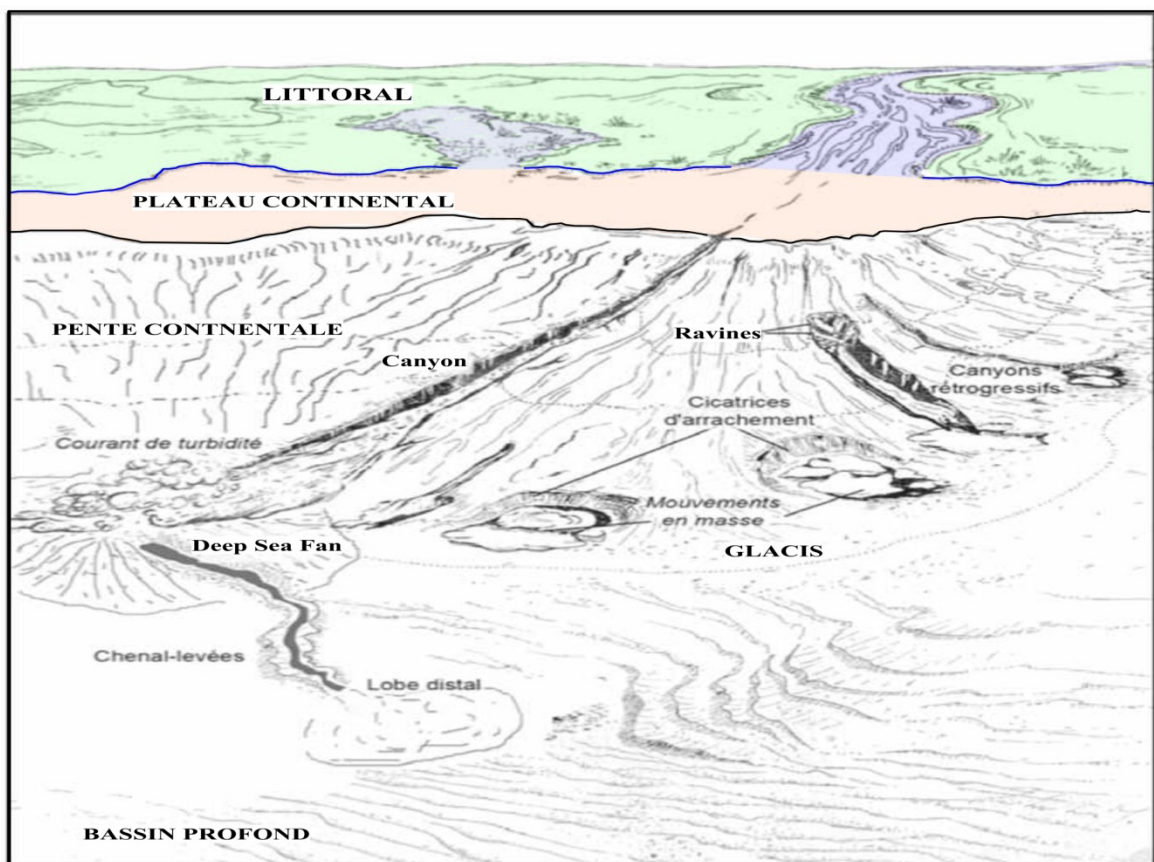 LITTORAL
PLATEAU CONTINENTAL
PENTE CONTNENTALE
Ravines
Canyon
Canyons
rétrogressifs
Cicatrices
d'arrachement
Courant de turbidité
Mouvements
en masse
Deep Sea Fan
GLACIS
Chenal-levées
Lobe distal
BASSIN PROFOND